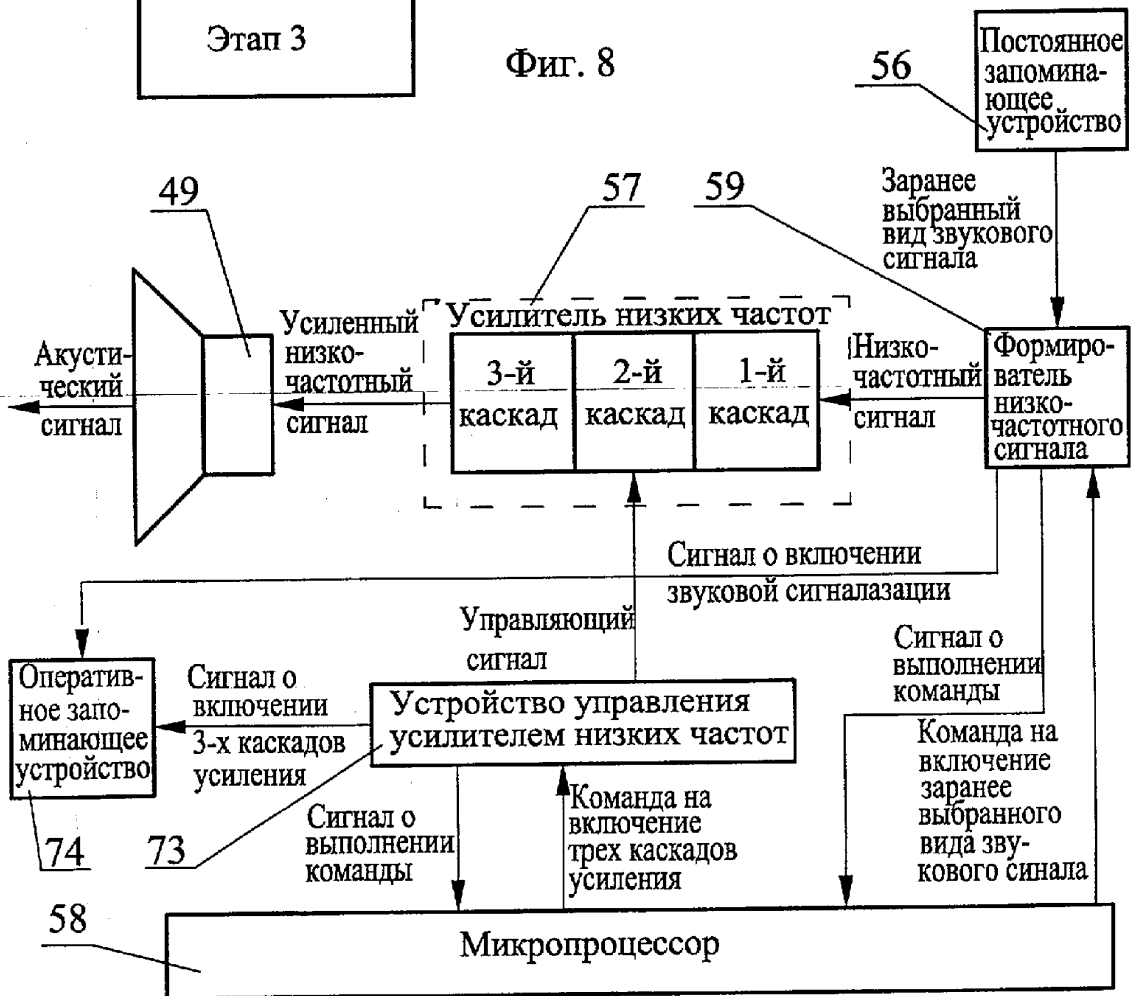 Этап 3
Фиг. 8
Постоянное
запомина-
ющее
устройство
56
Заранее
выбранный
вид звукового
сигнала
49
57
59
Усилитель низких частот
3-й
каскад
2-й
каскад
1-й
каскад
Акусти-
ческий
сигнал
Усиленный
низко-
частотный
сигнал
Низко-
частотный
сигнал
Формиро-
ватель
низко-
частотного
сигнала
Сигнал о включении
звуковой сигналазации
Управляющий
сигнал
Оператив-
ное запо-
минающее
устройство
74
Сигнал о
включении
3-х каскадов
усиления
Устройство управления
усилителем низких частот
73
Сигнал о
выполнении
команды
Команда на
включение
трех каскадов
усиления
Сигнал о
выполнении
команды
Команда на
включение
заранее
выбранного
вида зву-
кового синала
58
Микропроцессор